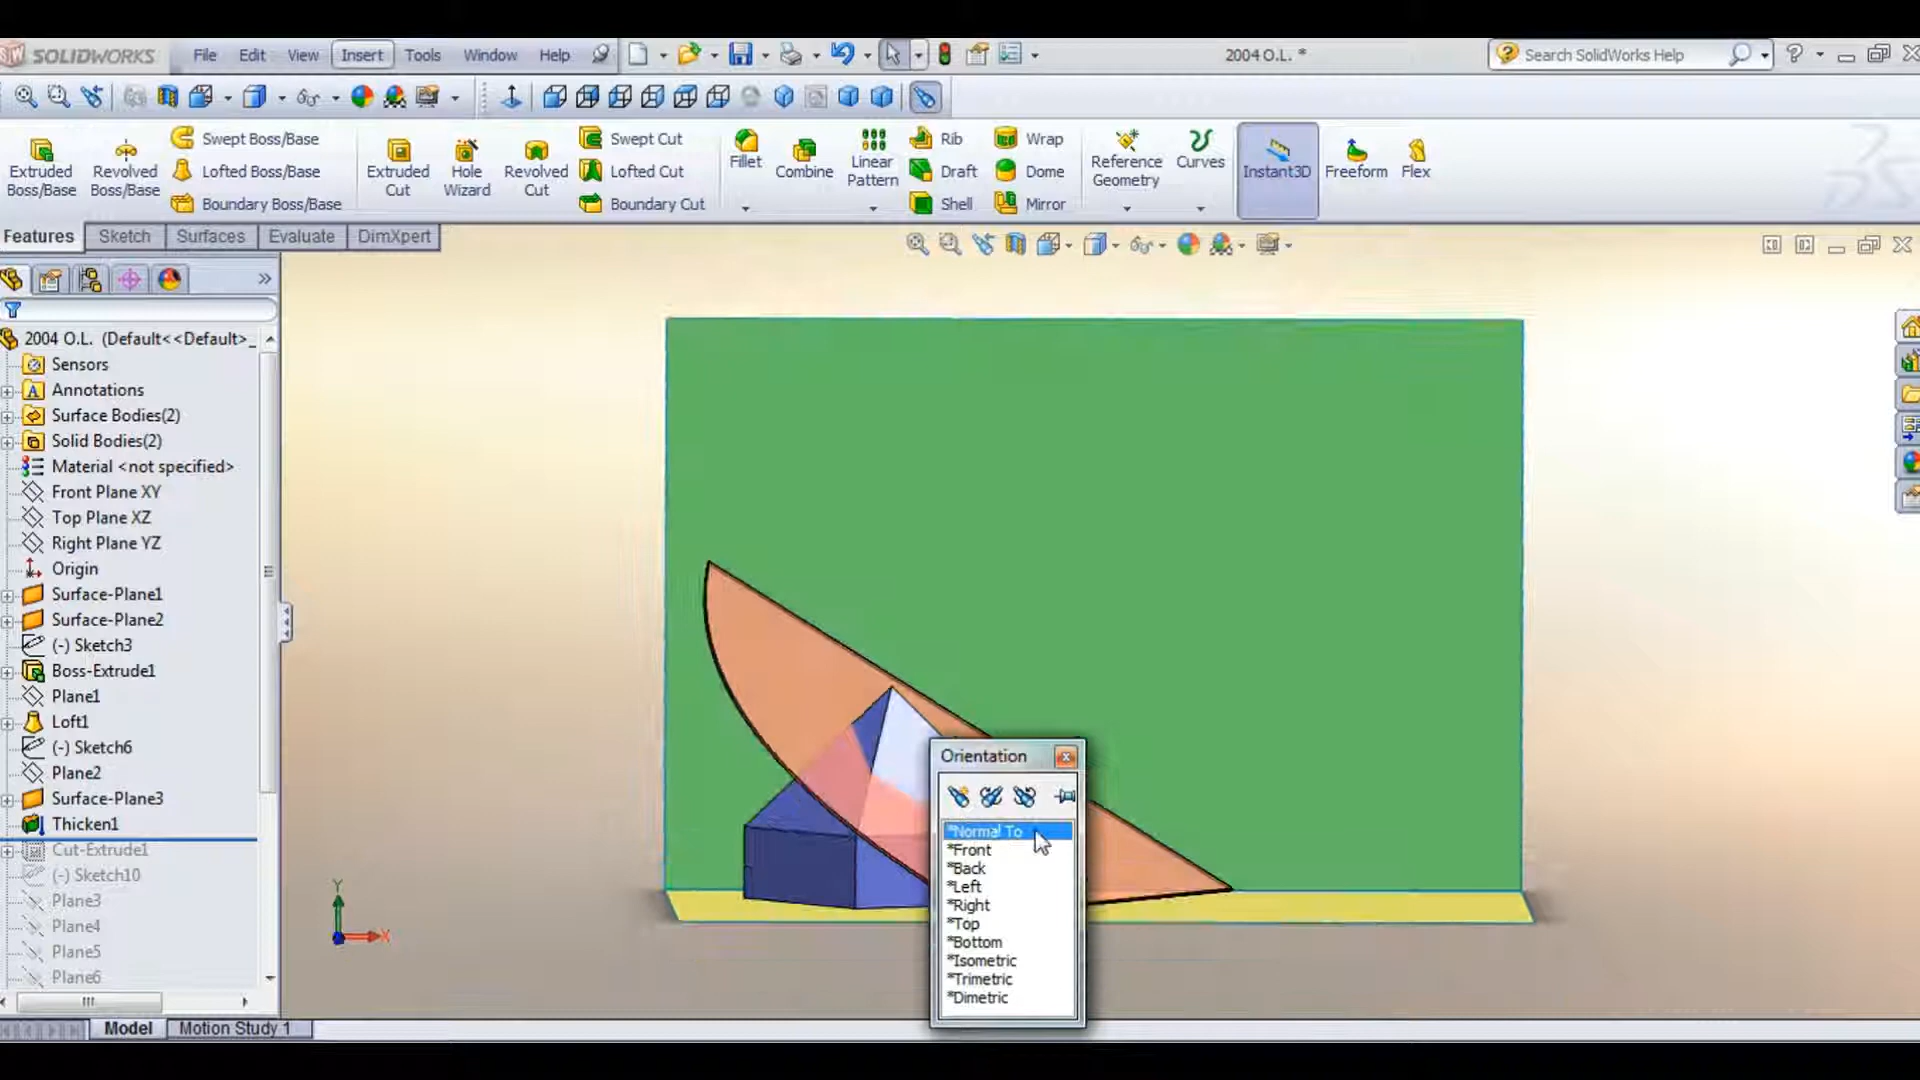 SOLIDWORKS File Edit View Insert Tools Window Help 2004 O.L. * Search SolidWorks Help
Extruded Boss/Base
Revolved Boss/Base
Swept Boss/Base
Lofted Boss/Base
Boundary Boss/Base
Extruded Cut
Hole Wizard
Revolved Cut
Swept Cut
Lofted Cut
Boundary Cut
Fillet
Combine
Linear Pattern
Rib
Draft
Shell
Wrap
Dome
Mirror
Reference Geometry
Curves
Instant3D
Freeform
Flex
Features Sketch Surfaces Evaluate DimXpert
2004 O.L. (Default<<Default>_
Sensors
Annotations
Surface Bodies(2)
Solid Bodies(2)
Material <not specified>
Front Plane XY
Top Plane XZ
Right Plane YZ
Origin
Surface-Plane1
Surface-Plane2
(-) Sketch3
Boss-Extrude1
Plane1
Loft1
(-) Sketch6
Plane2
Surface-Plane3
Thicken1
Cut-Extrude1
(-) Sketch10
Plane3
Plane4
Plane5
Plane6
Y
X
Orientation
*Normal To
*Front
*Back
*Left
*Right
*Top
*Bottom
*Isometric
*Trimetric
*Dimetric
Model Motion Study 1